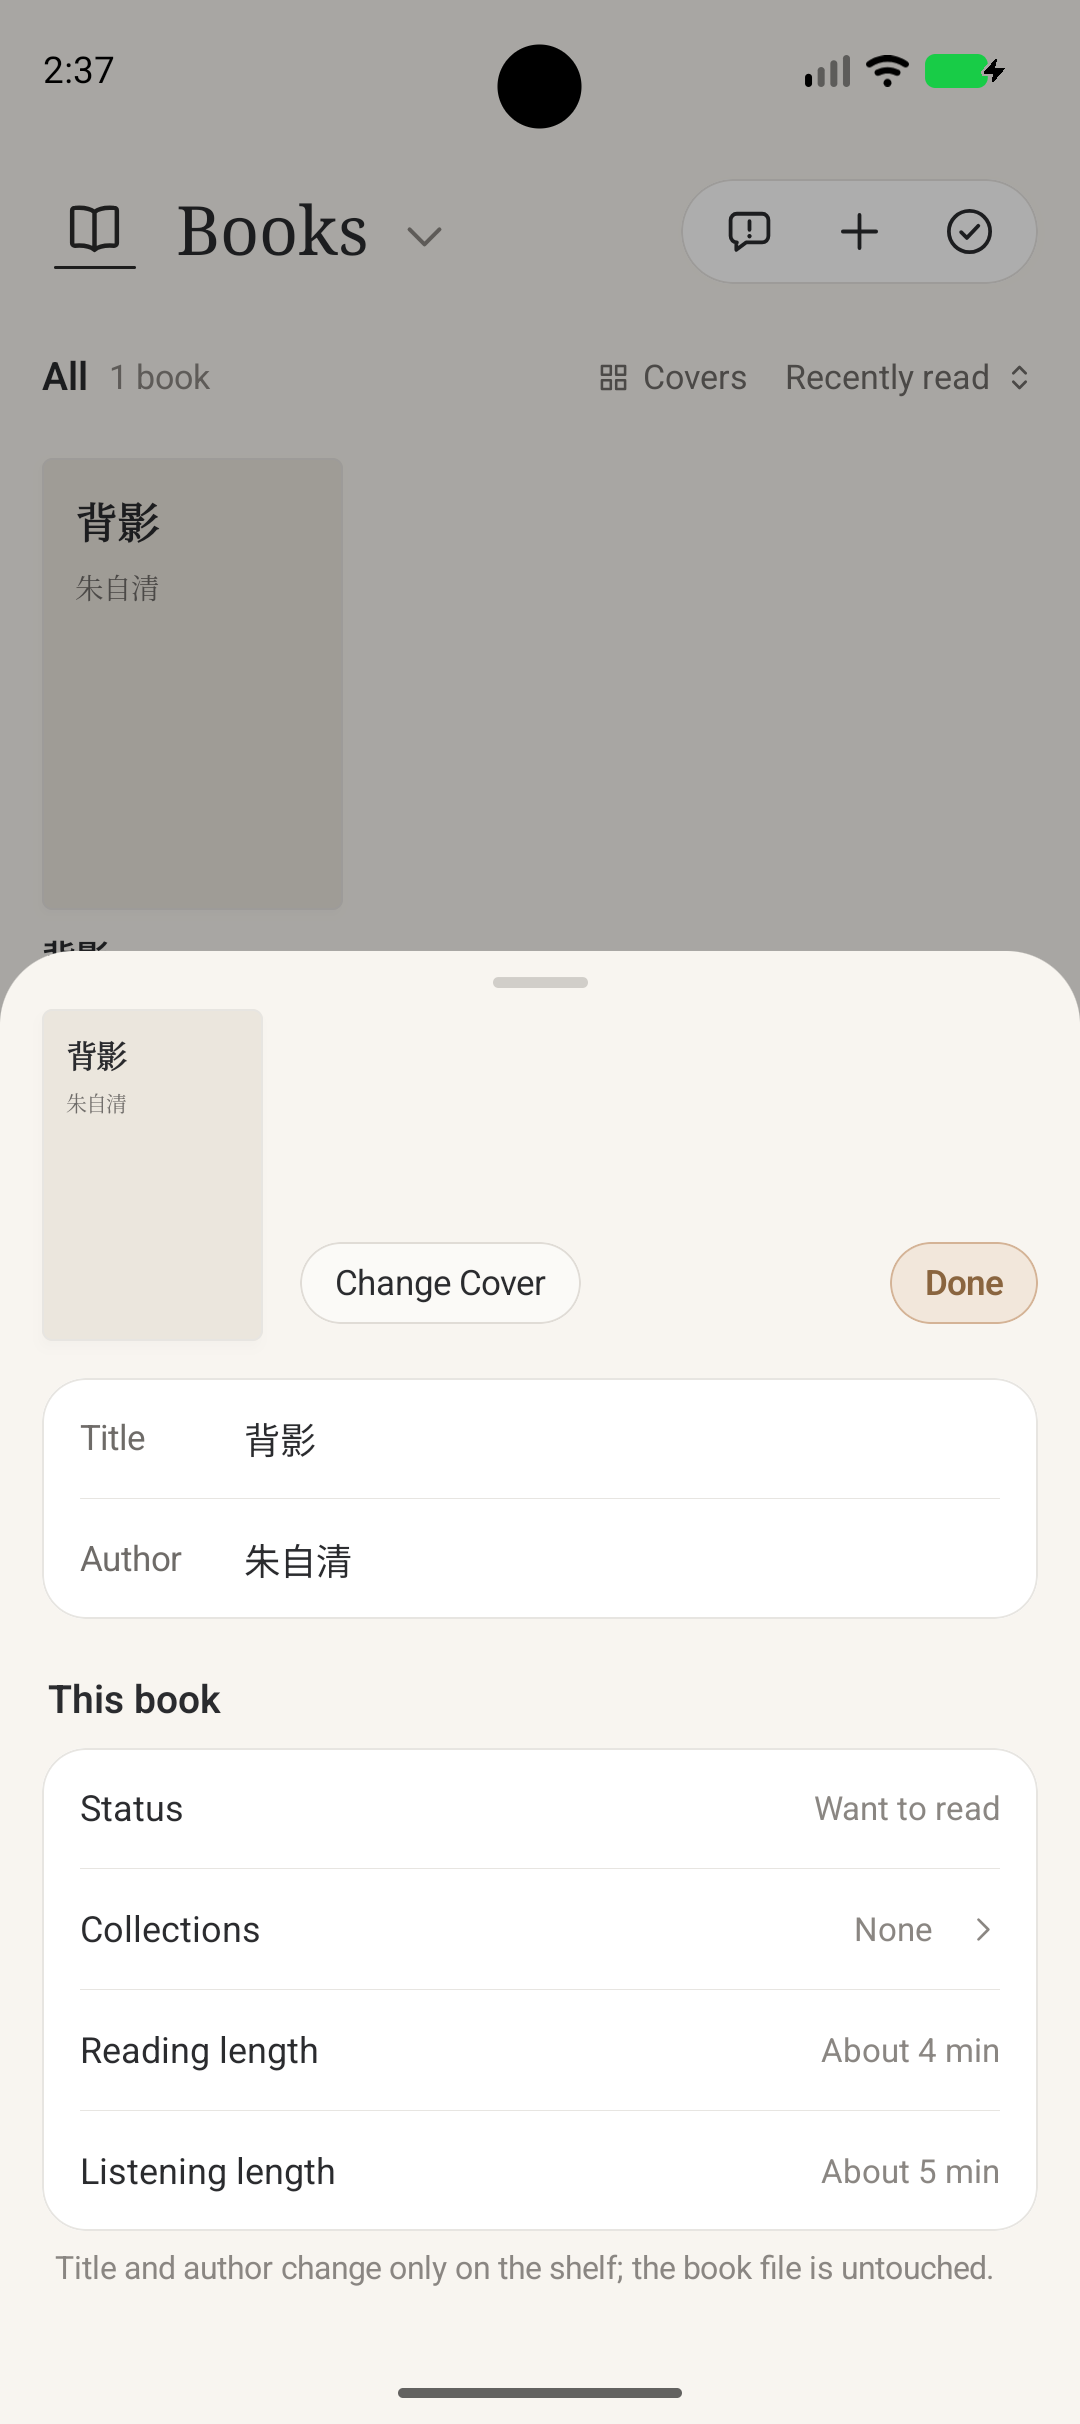 2:37
Books
All 1 book Covers Recently read
背影
朱自清
背影
背影
朱自清
Change Cover Done
Title 背影
Author 朱自清
This book
Status Want to read
Collections None
Reading length About 4 min
Listening length About 5 min
Title and author change only on the shelf; the book file is untouched.